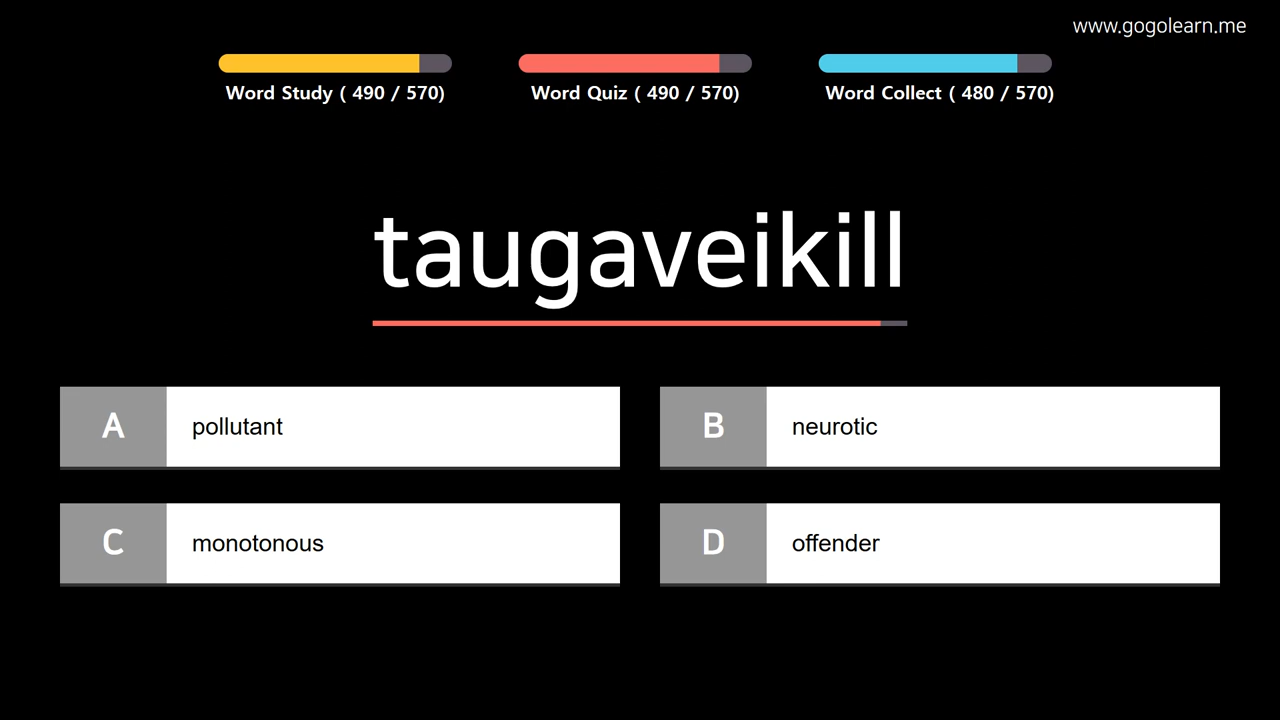 www.gogolearn.me
Word Study ( 490 / 570)
Word Quiz ( 490 / 570)
Word Collect ( 480 / 570)
taugaveikill
A pollutant
B neurotic
C monotonous
D offender